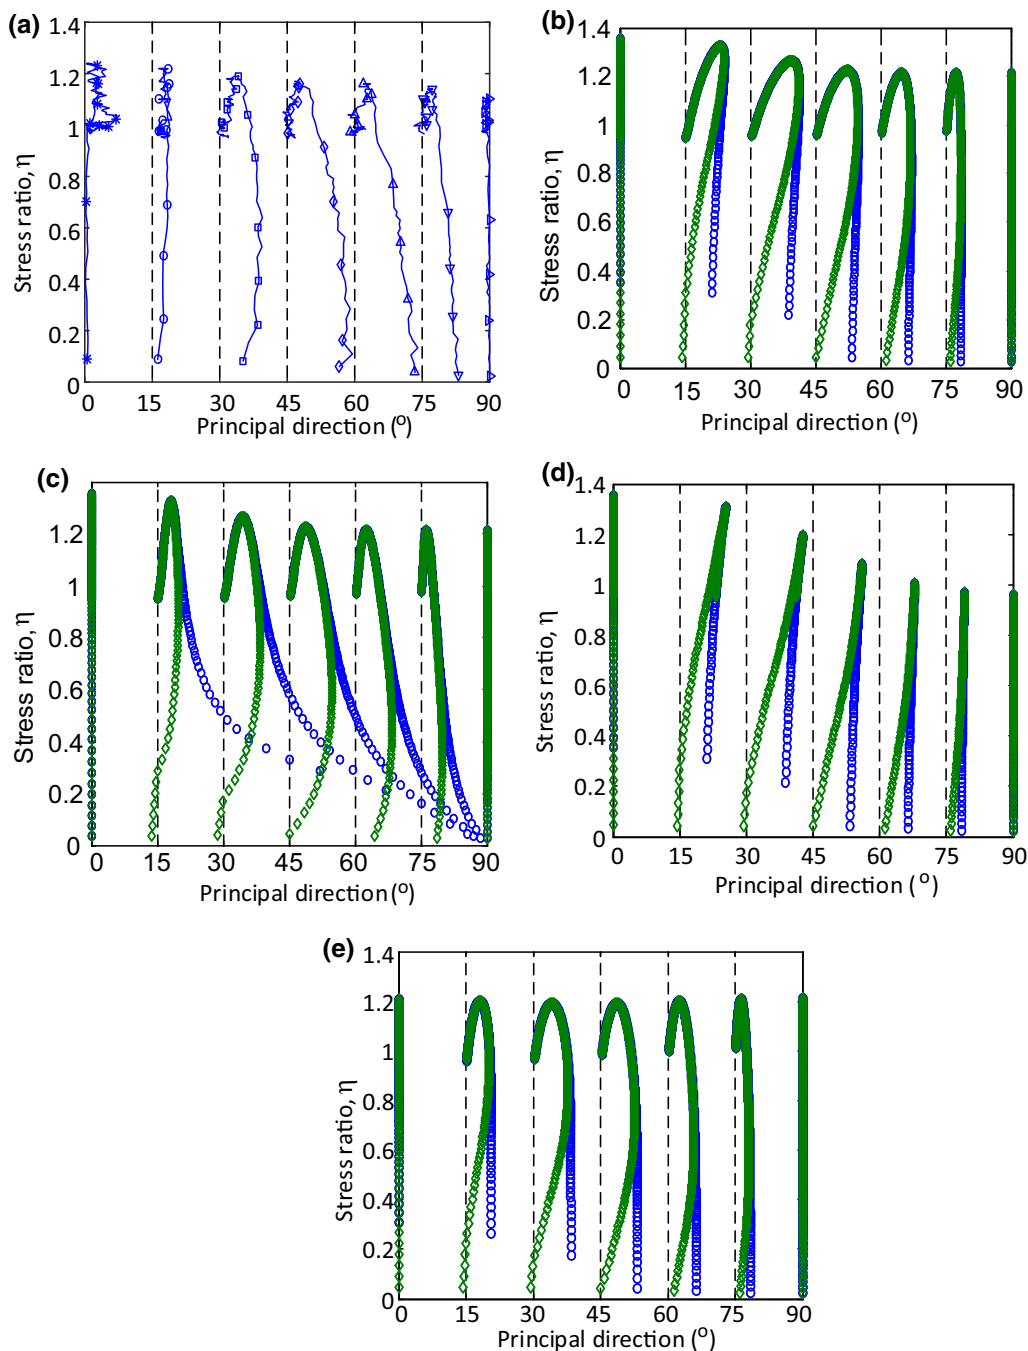 (a)
1.4
1.2
1
0.8
0.6
0.4
0.2
0
Stress ratio, η
0 15 30 45 60 75 90
Principal direction (o)
(b)
1.4
1.2
1
0.8
0.6
0.4
0.2
0
Stress ratio, η
0 15 30 45 60 75 90
Principal direction (o)
(c)
1.2
1
0.8
0.6
0.4
0.2
0
Stress ratio, η
0 15 30 45 60 75 90
Principal direction (o)
(d)
1.4
1.2
1
0.8
0.6
0.4
0.2
0
Stress ratio, η
0 15 30 45 60 75 90
Principal direction ( o)
(e)
1.4
1.2
1
0.8
0.6
0.4
0.2
0
Stress ratio, η
0 15 30 45 60 75 90
Principal direction (o)